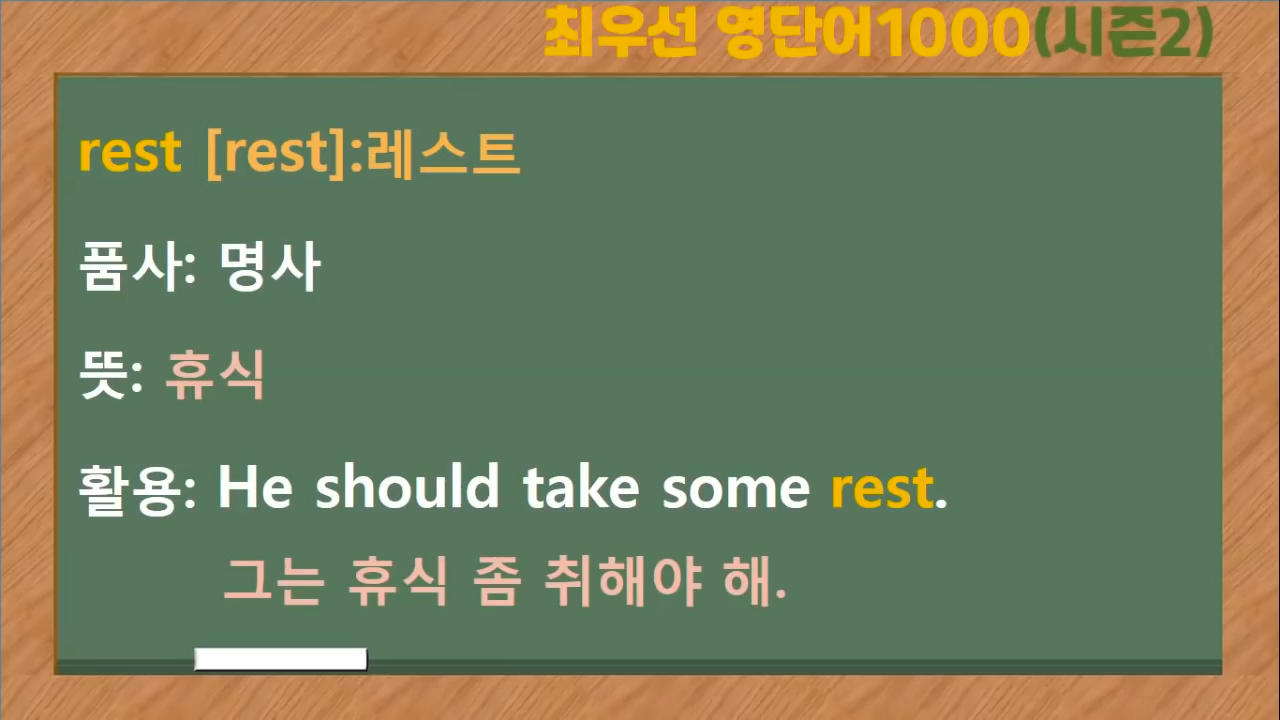 최우선 영단어1000(시즌2)
rest [rest]:레스트
품사: 명사
뜻: 휴식
활용: He should take some rest.
그는 휴식 좀 취해야 해.